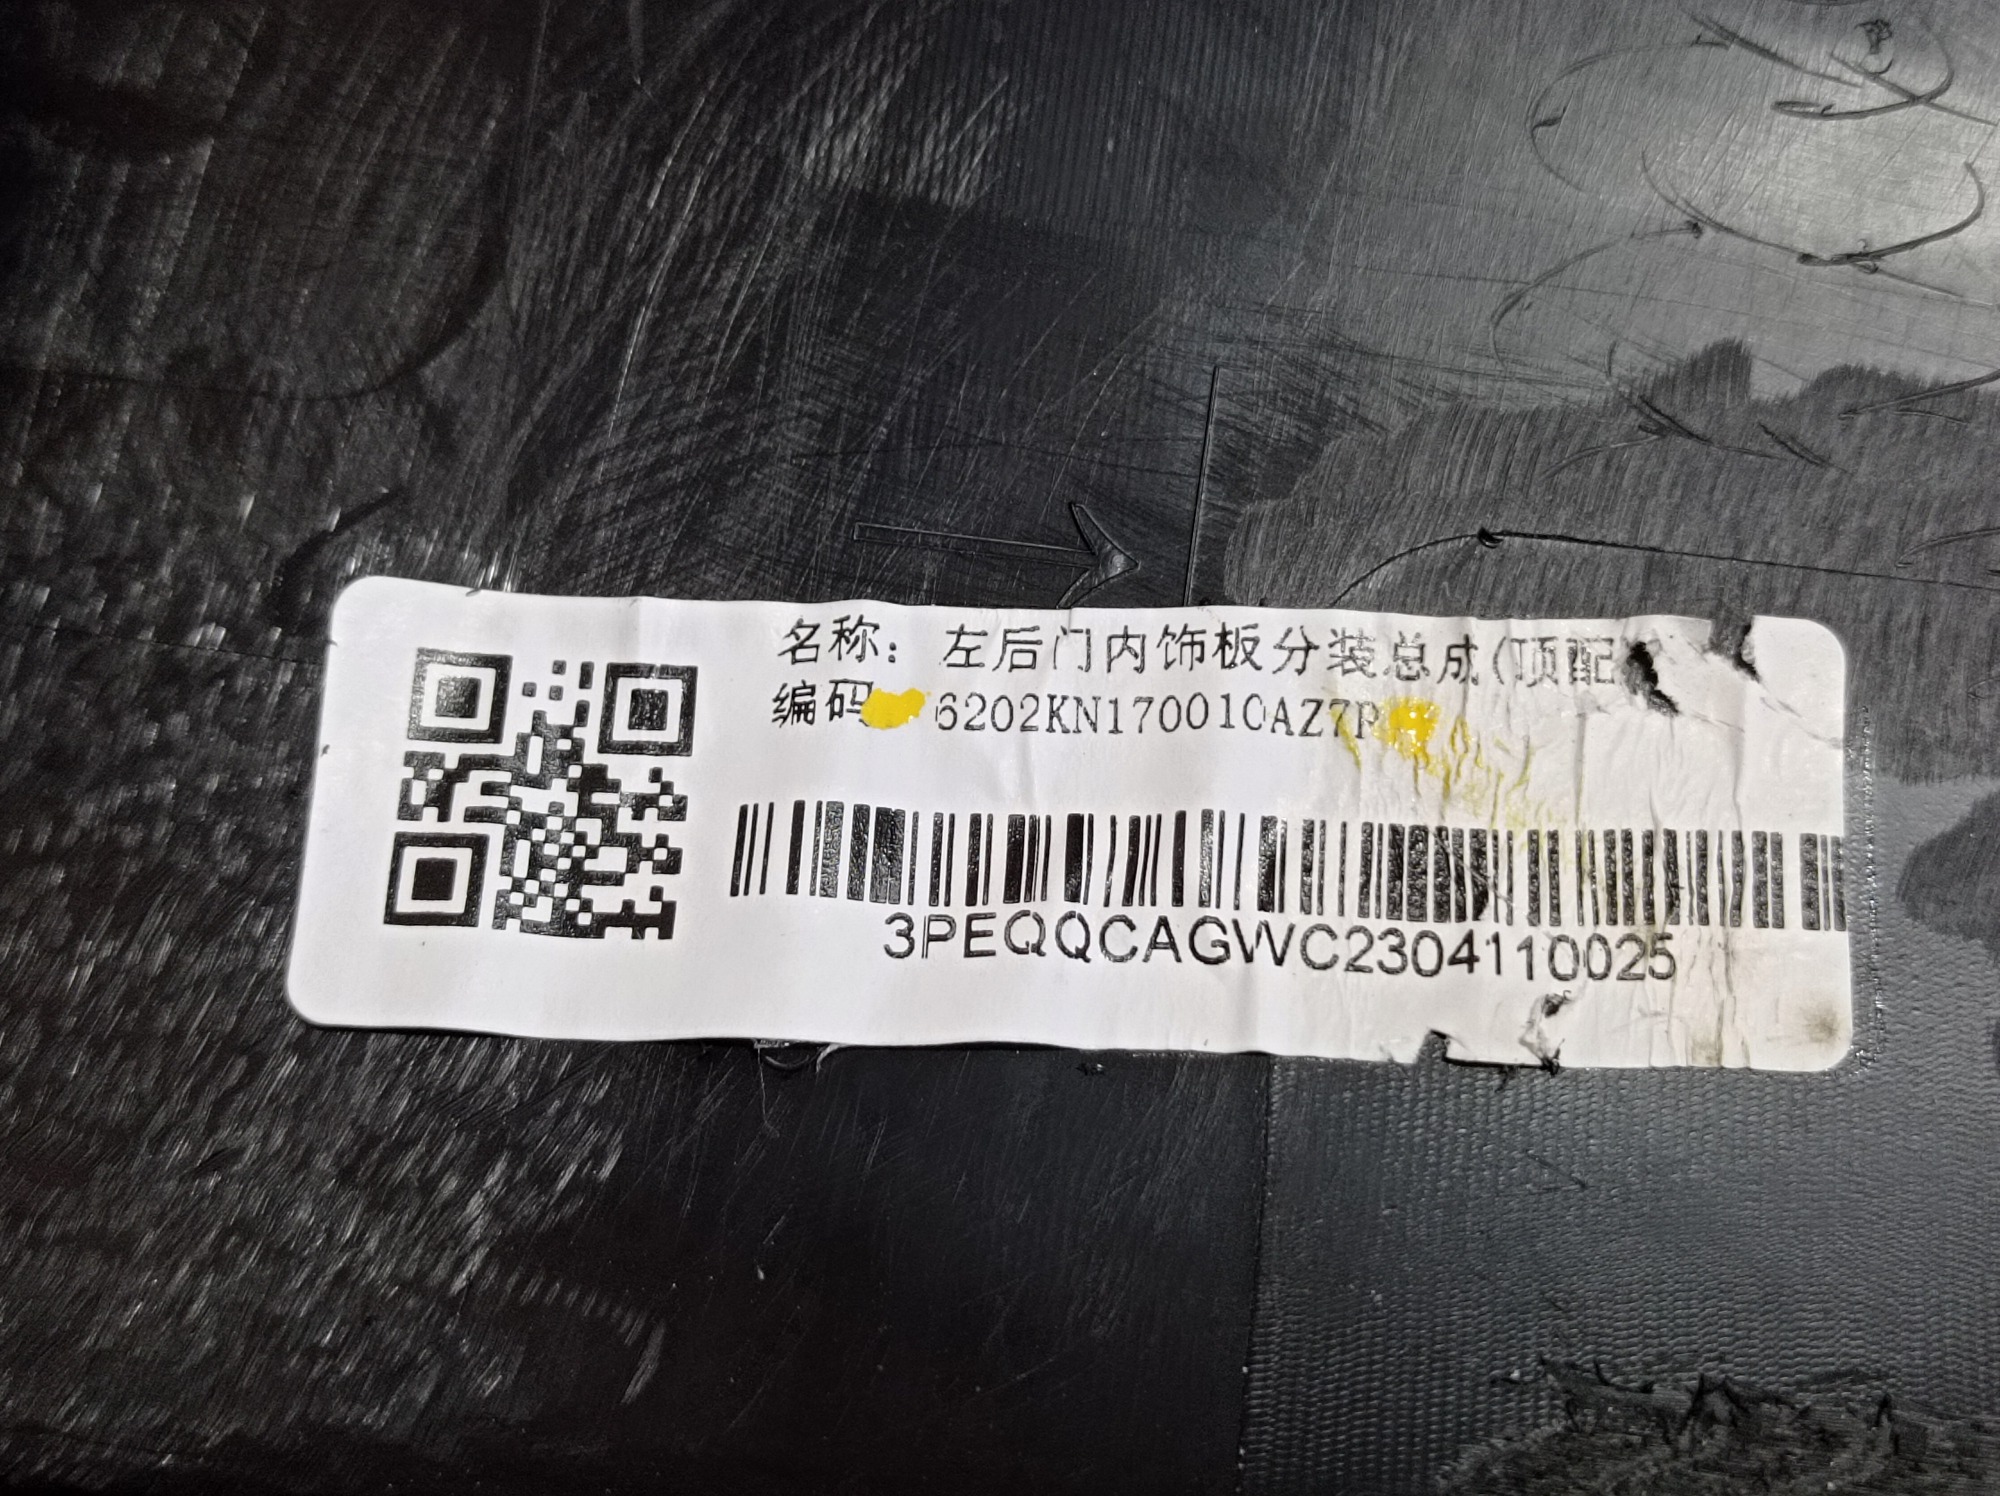 名称： 左后门内饰板分装总成(顶配
编码 6202KN170010AZ7P
3PEQQCAGWC2304110025